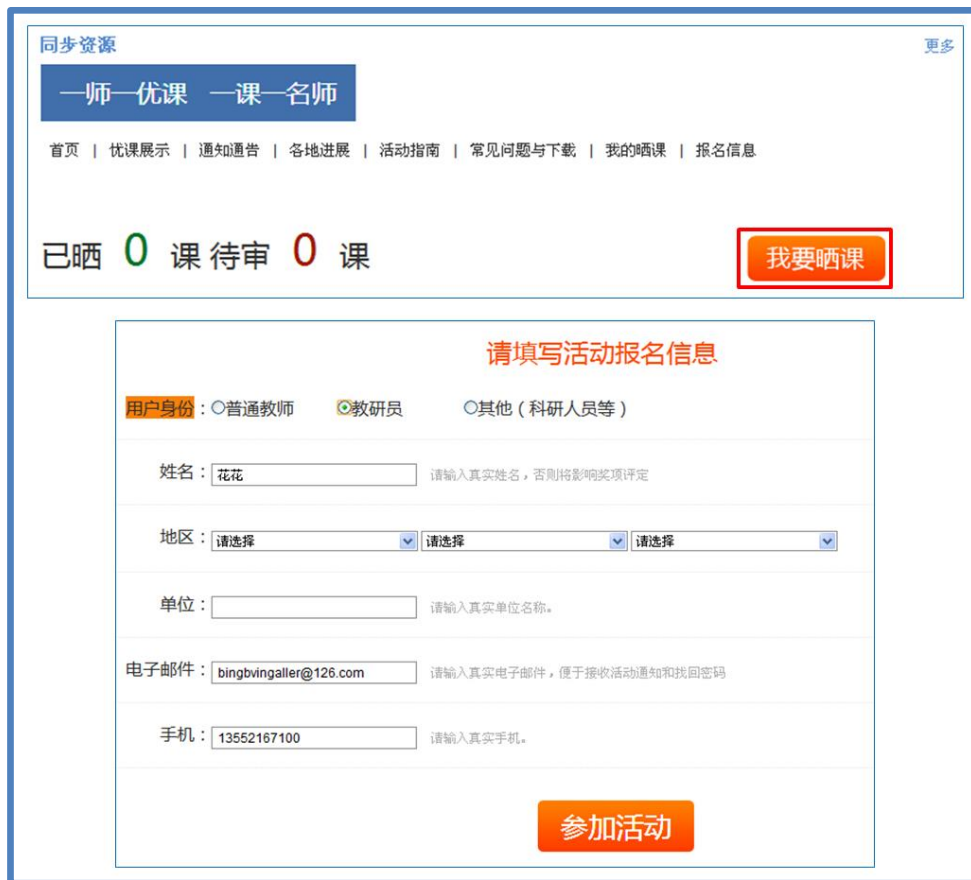 同步资源 更多
一师一优课 一课一名师
首页 | 优课展示 | 通知通告 | 各地进展 | 活动指南 | 常见问题与下载 | 我的晒课 | 报名信息
已晒 0 课 待审 0 课 我要晒课
请填写活动报名信息
用户身份：普通教师 教研员 其他（科研人员等）
姓名：花花 请输入真实姓名，否则将影响奖项评定
地区：请选择 请选择 请选择
单位： 请输入真实单位名称。
电子邮件：bingbvingaller@126.com 请输入真实电子邮件，便于接收活动通知和找回密码
手机：13552167100 请输入真实手机。
参加活动